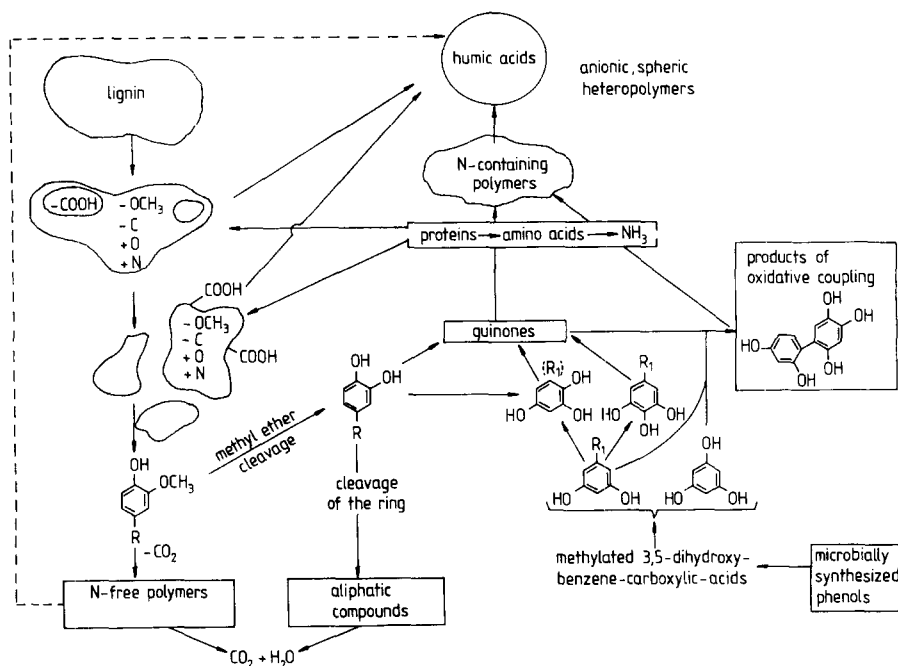 humic acids
anionic, spheric
heteropolymers
lignin
N-containing
polymers
-COOH
- OCH3
- C
+ O
+ N
proteins → amino acids → NH3
products of
oxidative coupling
OH
HO
OH
HO
OH
OH
COOH
- OCH3
- C
+ O
+ N
COOH
guinones
OH
OH
R
(R1)
OH
HO
OH
R1
HO
OH
OH
methyl ether
cleavage
OH
OCH3
R
-CO2
cleavage
of the ring
R1
HO
OH
OH
HO
OH
methylated 3,5-dihydroxy-
benzene-carboxylic-acids
microbially
synthesized
phenols
N-free polymers
aliphatic
compounds
CO2 + H2O